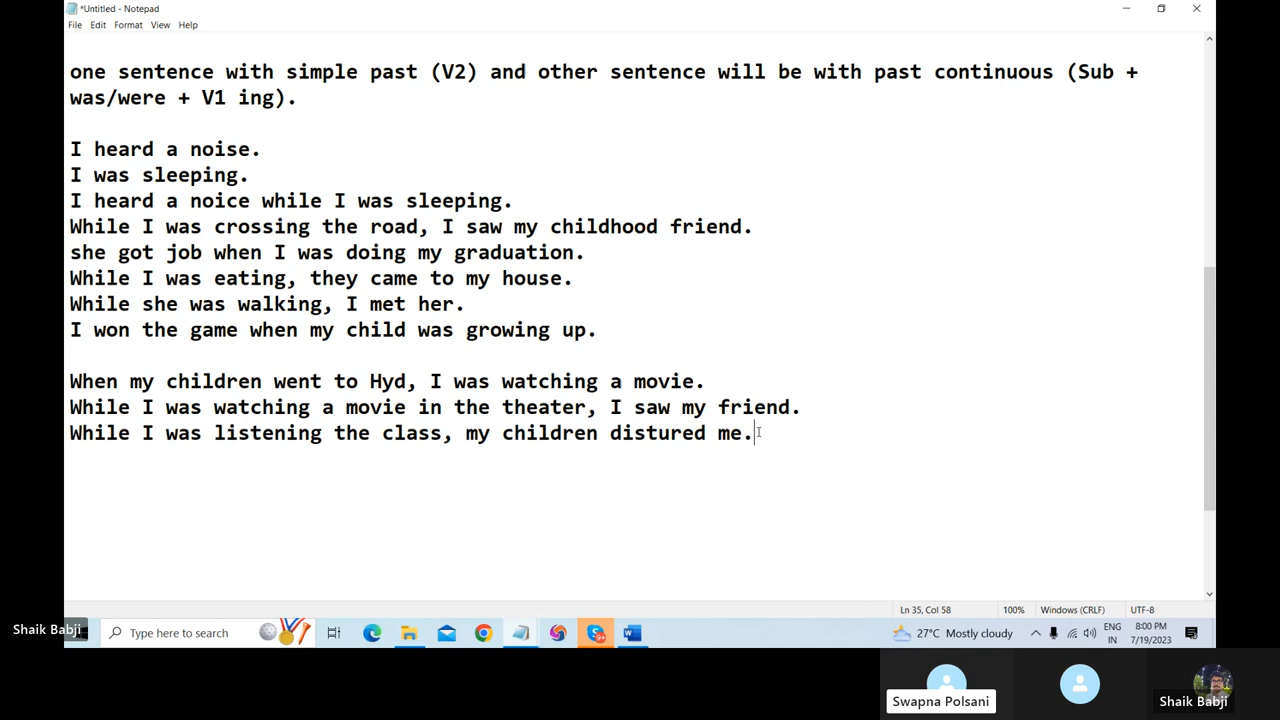 *Untitled - Notepad
File Edit Format View Help
one sentence with simple past (V2) and other sentence will be with past continuous (Sub +
was/were + V1 ing).
I heard a noise.
I was sleeping.
I heard a noice while I was sleeping.
While I was crossing the road, I saw my childhood friend.
she got job when I was doing my graduation.
While I was eating, they came to my house.
While she was walking, I met her.
I won the game when my child was growing up.
When my children went to Hyd, I was watching a movie.
While I was watching a movie in the theater, I saw my friend.
While I was listening the class, my children distured me.
Ln 35, Col 58 100% Windows (CRLF) UTF-8
Shaik Babji
Type here to search
27°C Mostly cloudy
ENG
IN
8:00 PM
7/19/2023
Swapna Polsani
Shaik Babji